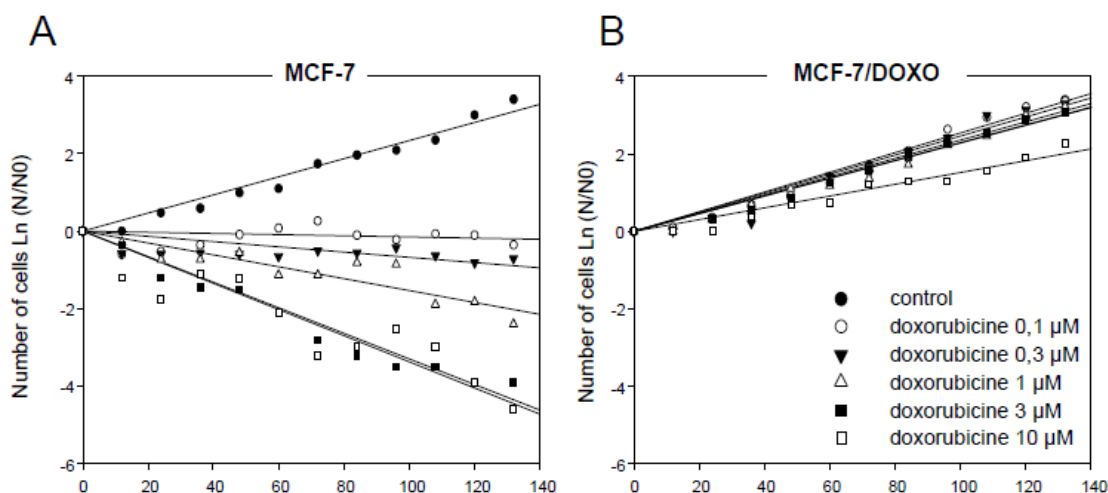 A
B
MCF-7
MCF-7/DOXO
Number of cells Ln (N/N0)
4
2
0
-2
-4
-6
0 20 40 60 80 100 120 140
Number of cells Ln (N/N0)
4
2
0
-2
-4
-6
0 20 40 60 80 100 120 140
control
doxorubicine 0,1 µM
doxorubicine 0,3 µM
doxorubicine 1 µM
doxorubicine 3 µM
doxorubicine 10 µM